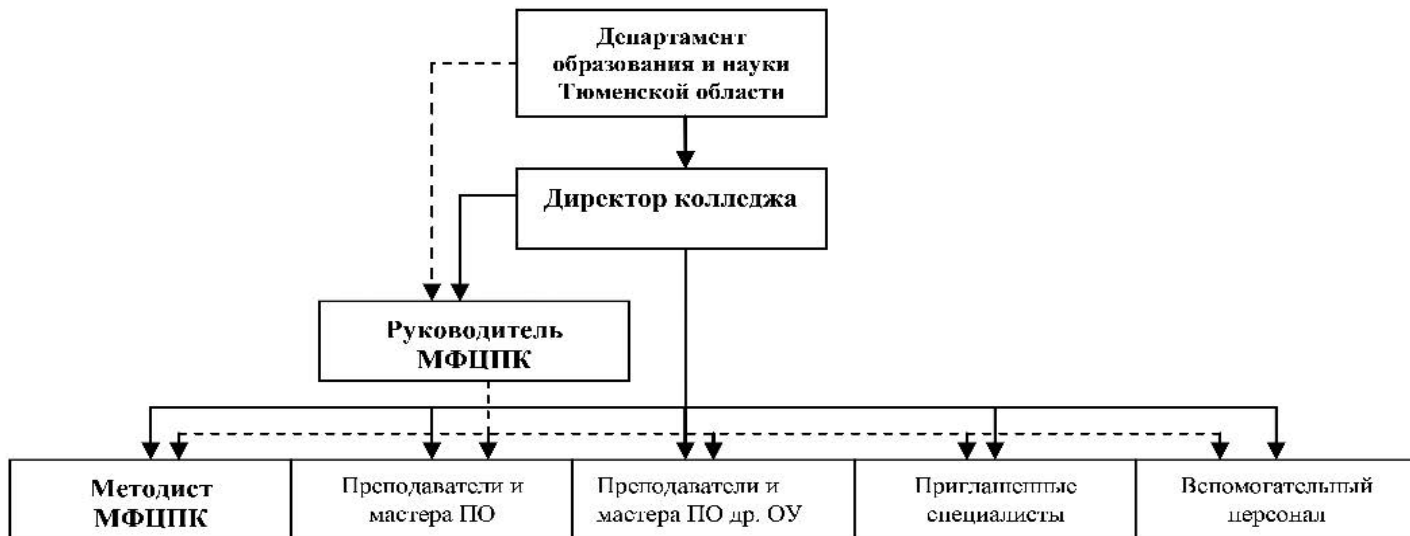 Департамент
образования и науки
Тюменской области
Директор колледжа
Руководитель
МФЦПК
Методист
МФЦПК
Преподаватели и
мастера ПО
Преподаватели и
мастера ПО др. ОУ
Приглашенные
специалисты
Вспомогательный
персонал